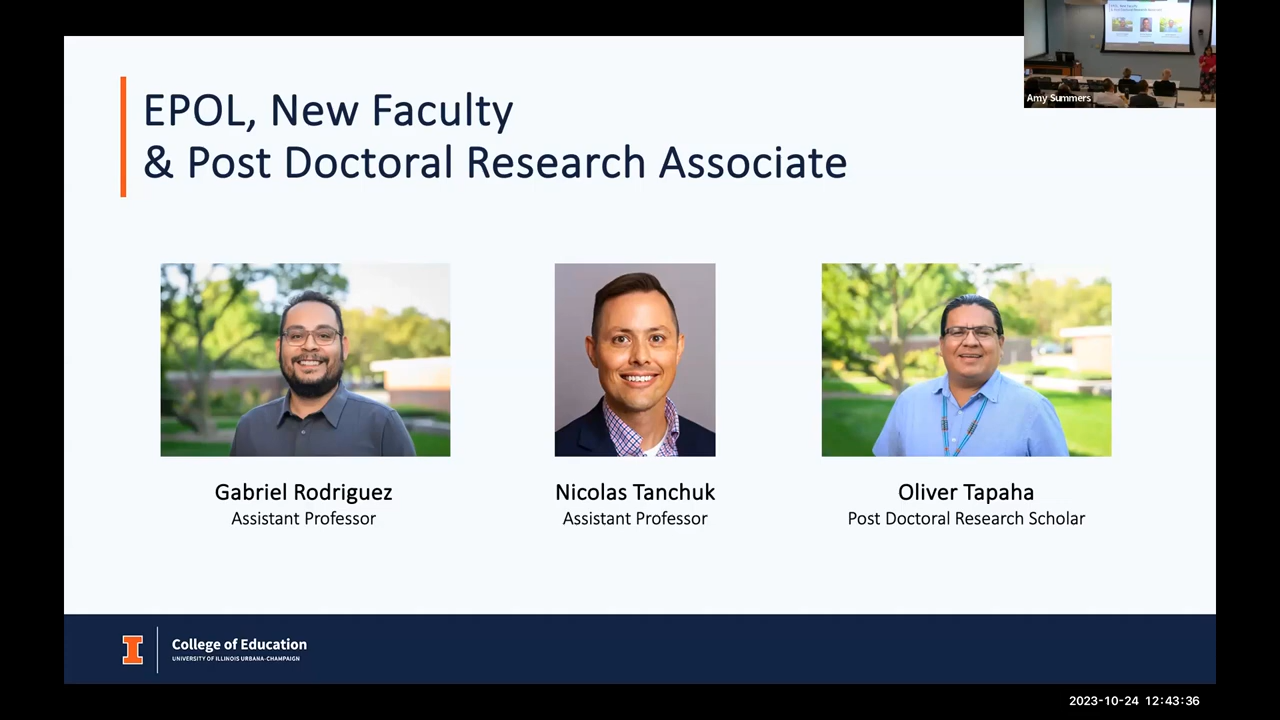 EPOL, New Faculty
& Post Doctoral Research Associate
Amy Summers
Gabriel Rodriguez
Assistant Professor
Nicolas Tanchuk
Assistant Professor
Oliver Tapaha
Post Doctoral Research Scholar
I
College of Education
UNIVERSITY OF ILLINOIS URBANA-CHAMPAIGN
2023-10-24 12:43:36